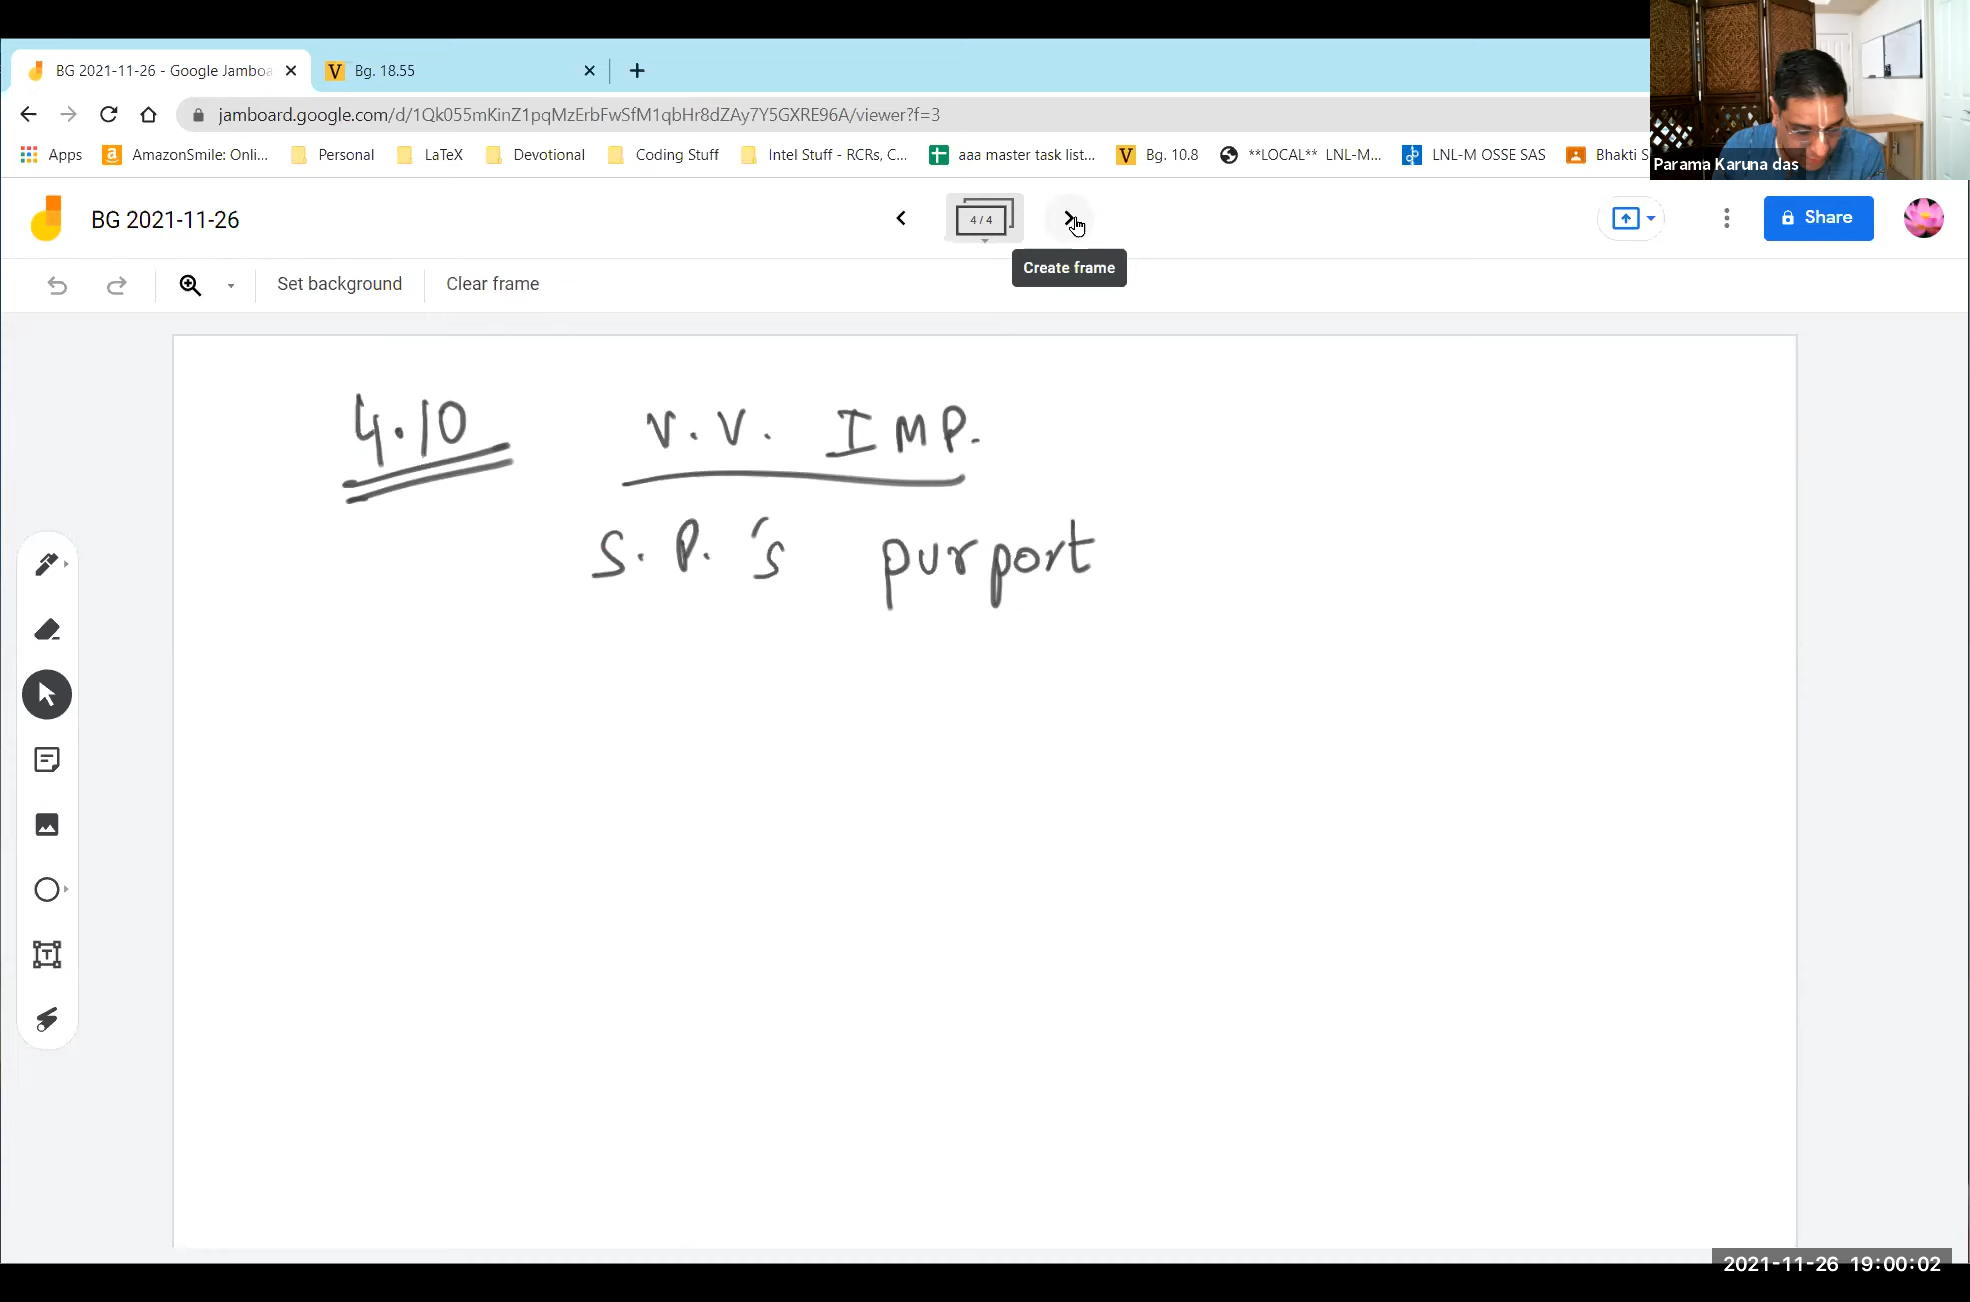 BG 2021-11-26 - Google Jamboa
Bg. 18.55
jamboard.google.com/d/1Qk055mKinZ1pqMzErbFwSfM1qbHr8dZAy7Y5GXRE96A/viewer?f=3
Apps AmazonSmile: Onli... Personal LaTeX Devotional Coding Stuff Intel Stuff - RCRs, C... aaa master task list... Bg. 10.8 **LOCAL** LNL-M... LNL-M OSSE SAS Bhakti S
Parama Karuna das
BG 2021-11-26
4 / 4
Share
Create frame
Set background Clear frame
4.10 V.V. IMP.
S.P.'s purport
2021-11-26 19:00:02